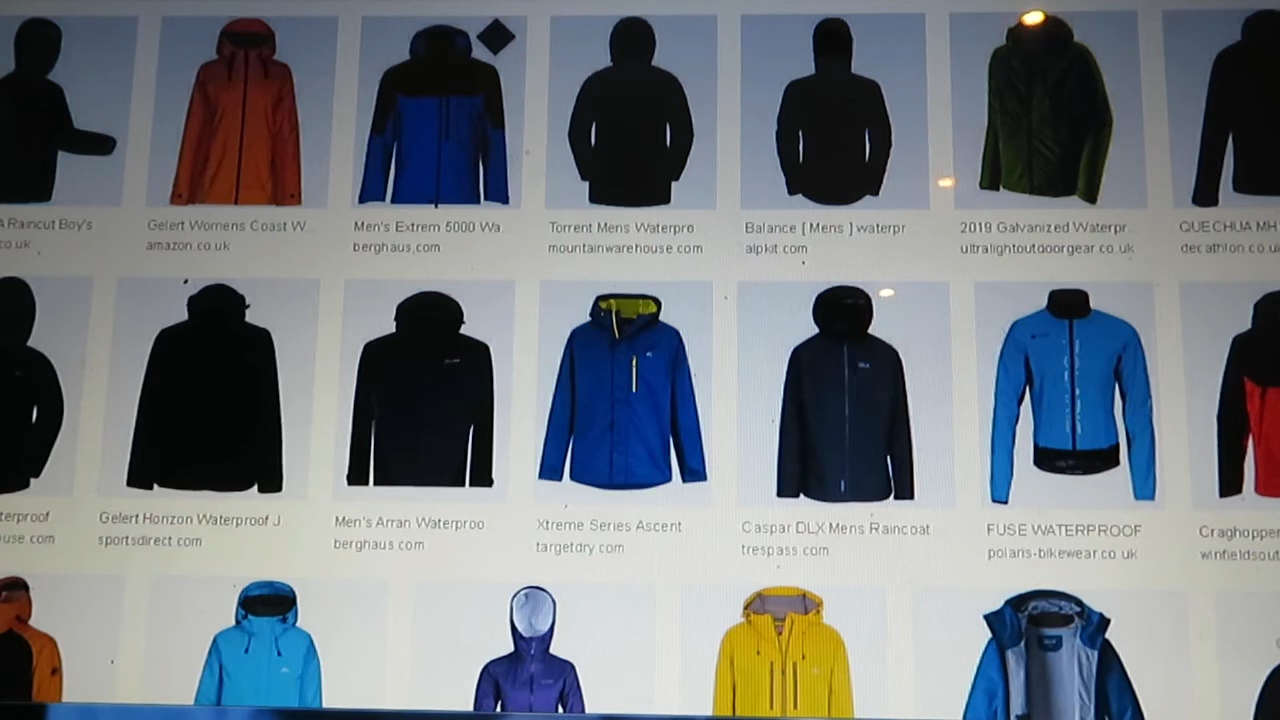 A Raincut Boy's
co.uk
Gelert Womens Coast W
amazon.co.uk
Men's Extrem 5000 Wa
berghaus.com
Torrent Mens Waterpro
mountainwarehouse.com
Balance [ Mens ] waterpr
alpkit.com
2019 Galvanized Waterpr
ultralightoutdoorgear.co.uk
QUECHUA MH
decathlon.co.u
terproof
use.com
Gelert Horizon Waterproof J
sportsdirect.com
Men's Arran Waterproo
berghaus.com
Xtreme Series Ascent
targetdry.com
Caspar DLX Mens Raincoat
trespass.com
FUSE WATERPROOF
polaris-bikewear.co.uk
Craghopper
winfieldsout